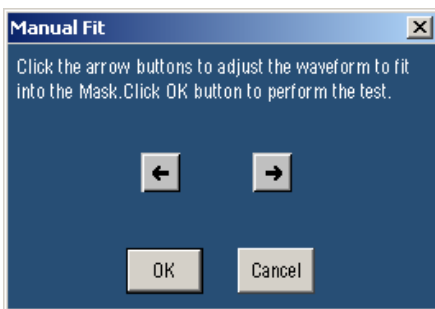 Manual Fit
Click the arrow buttons to adjust the waveform to fit
into the Mask.Click OK button to perform the test.
OK Cancel